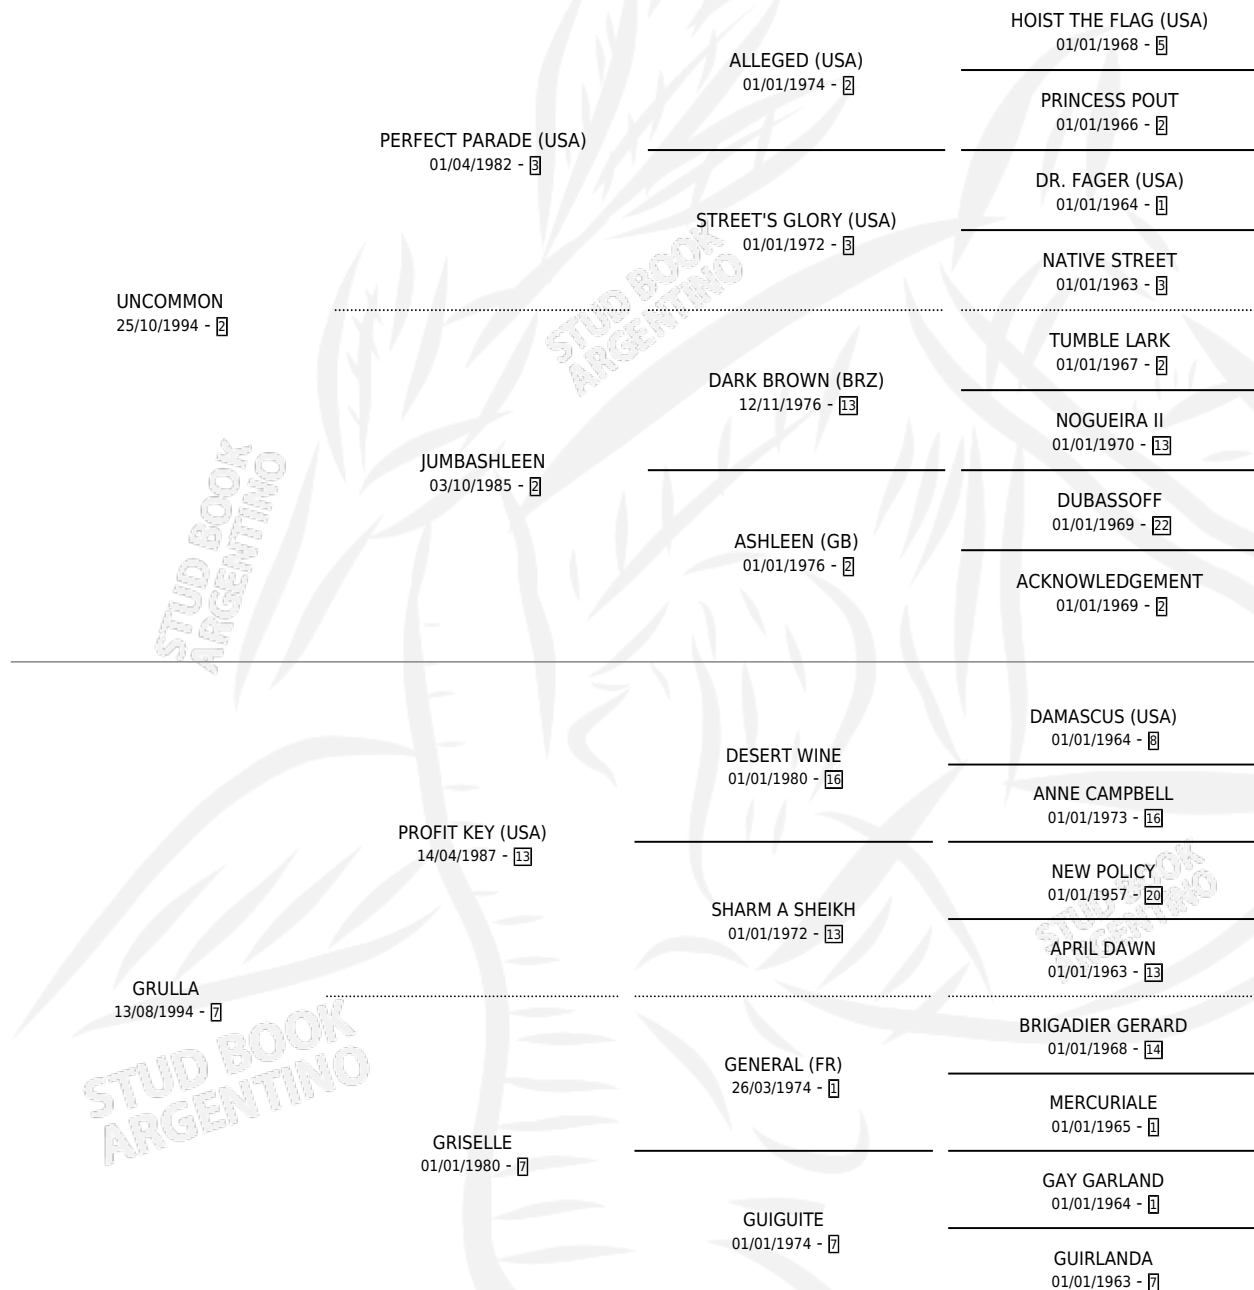 HOIST THE FLAG (USA)
01/01/1968 - 5
ALLEGED (USA)
01/01/1974 - 2
PRINCESS POUT
01/01/1966 - 2
PERFECT PARADE (USA)
01/04/1982 - 3
DR. FAGER (USA)
01/01/1964 - 1
STREET'S GLORY (USA)
01/01/1972 - 3
NATIVE STREET
01/01/1963 - 3
UNCOMMON
25/10/1994 - 2
STUD BOOK
ARGENTINO
TUMBLE LARK
01/01/1967 - 2
DARK BROWN (BRZ)
12/11/1976 - 13
NOGUEIRA II
01/01/1970 - 13
JUMBASHLEEN
03/10/1985 - 2
DUBASSOFF
01/01/1969 - 22
ASHLEEN (GB)
01/01/1976 - 2
ACKNOWLEDGEMENT
01/01/1969 - 2
STUD BOOK
ARGENTINO
DAMASCUS (USA)
01/01/1964 - 8
DESERT WINE
01/01/1980 - 16
ANNE CAMPBELL
01/01/1973 - 16
PROFIT KEY (USA)
14/04/1987 - 13
NEW POLICY
01/01/1957 - 20
SHARM A SHEIKH
01/01/1972 - 13
STUD BOOK
ARGENTINO
APRIL DAWN
01/01/1963 - 13
GRULLA
13/08/1994 - 7
STUD BOOK
ARGENTINO
BRIGADIER GERARD
01/01/1968 - 14
GENERAL (FR)
26/03/1974 - 1
MERCURIALE
01/01/1965 - 1
GRISELLE
01/01/1980 - 7
GAY GARLAND
01/01/1964 - 1
GUIGUITE
01/01/1974 - 7
GUIRLANDA
01/01/1963 - 7